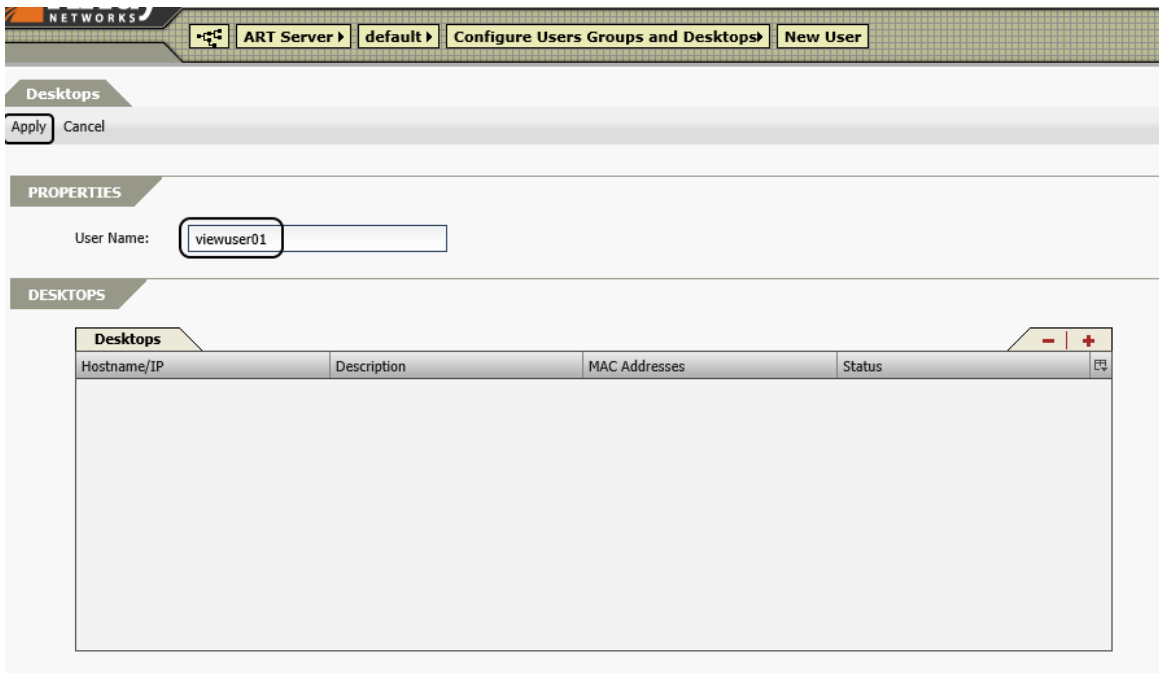 NETWORKS
ART Server default Configure Users Groups and Desktops New User
Desktops
Apply Cancel
PROPERTIES
User Name: viewuser01
DESKTOPS
Desktops
Hostname/IP Description MAC Addresses Status